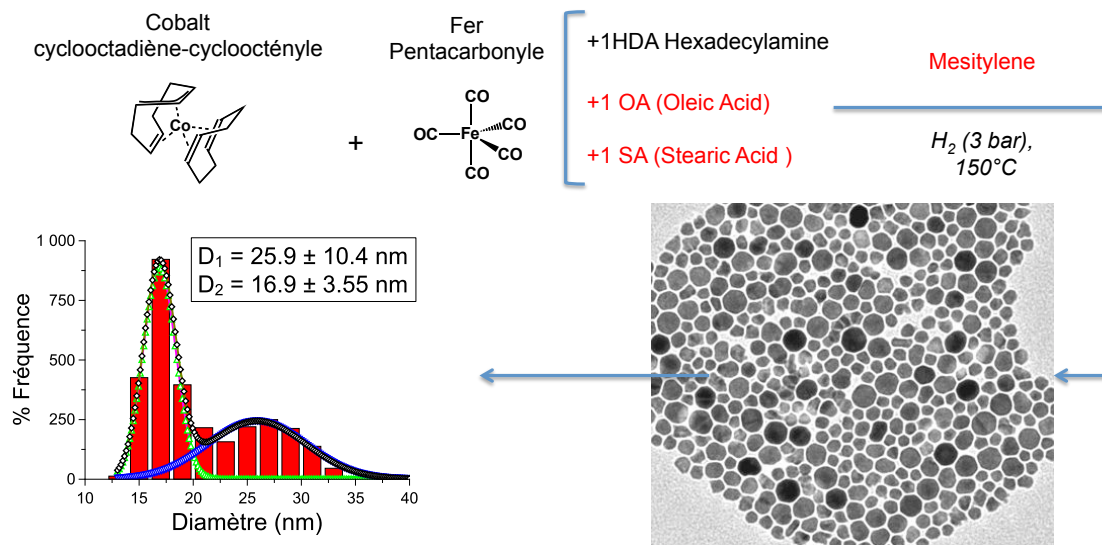 Cobalt
cyclooctadiène-cyclooctényle
Fer
Pentacarbonyle
+1HDA Hexadecylamine
+1 OA (Oleic Acid)
+1 SA (Stearic Acid )
Mesitylene
H₂ (3 bar),
150°C
Co
+
CO
CO
OC
Fe
CO
CO
D₁ = 25.9 ± 10.4 nm
D₂ = 16.9 ± 3.55 nm
% Fréquence
1 000
750
500
250
0
10 15 20 25 30 35 40
Diamètre (nm)